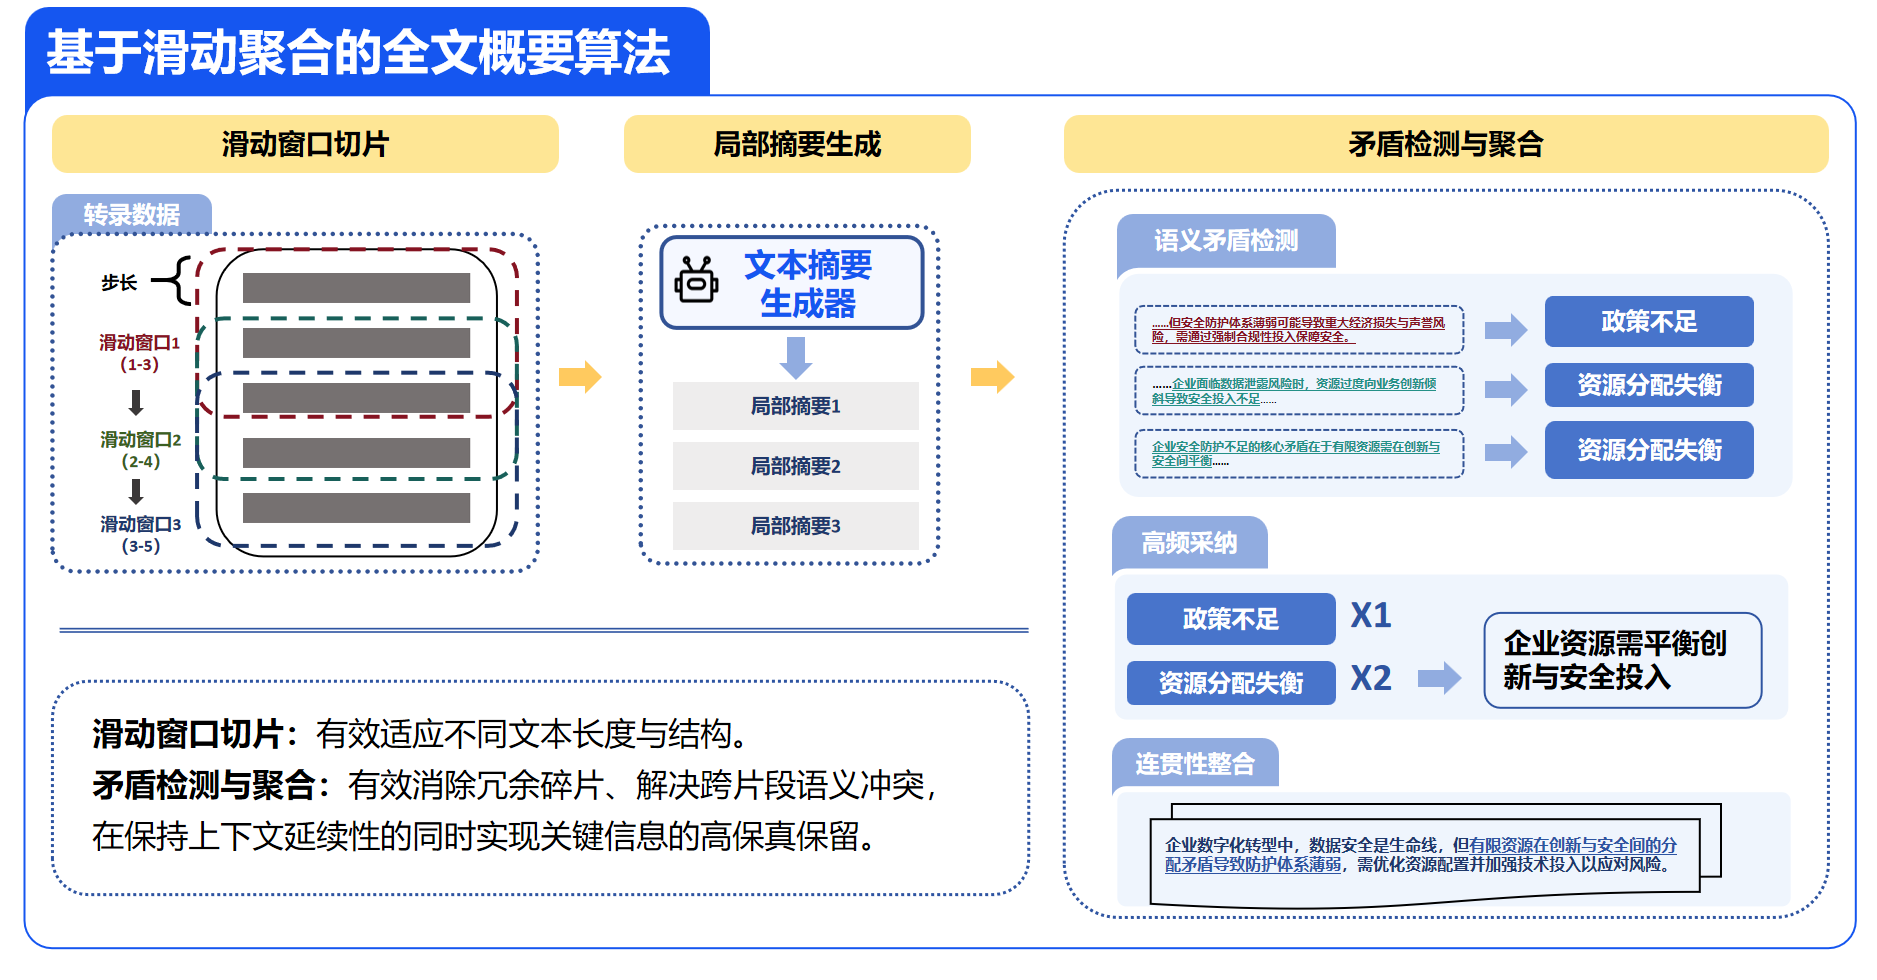 基于滑动聚合的全文概要算法
滑动窗口切片
转录数据
步长
滑动窗口1
（1-3）
滑动窗口2
（2-4）
滑动窗口3
（3-5）
局部摘要生成
文本摘要
生成器
局部摘要1
局部摘要2
局部摘要3
矛盾检测与聚合
语义矛盾检测
……但安全防护体系薄弱可能导致重大经济损失与声誉风
险，需通过强制合规性投入保障安全。
政策不足
……企业面临数据泄露风险时，资源过度向业务创新倾
斜导致安全投入不足……
资源分配失衡
企业安全防护不足的核心矛盾在于有限资源需在创新与
安全间平衡……
资源分配失衡
高频采纳
政策不足 X1
资源分配失衡 X2
企业资源需平衡创
新与安全投入
连贯性整合
企业数字化转型中，数据安全是生命线，但有限资源在创新与安全间的分
配矛盾导致防护体系薄弱，需优化资源配置并加强技术投入以应对风险。
滑动窗口切片：有效适应不同文本长度与结构。
矛盾检测与聚合：有效消除冗余碎片、解决跨片段语义冲突，
在保持上下文延续性的同时实现关键信息的高保真保留。